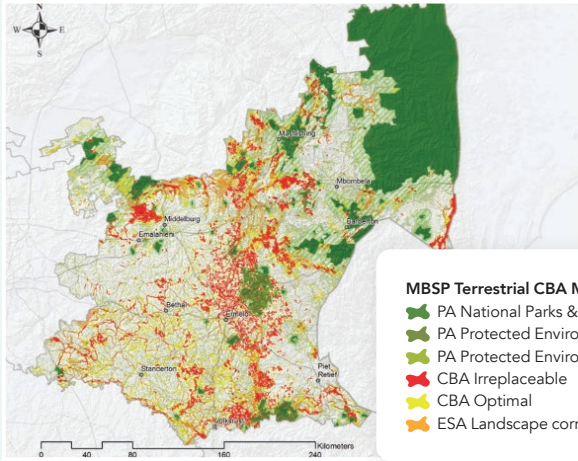 N
W E
S
Mashishing
Mbombela
Barberton
Middelburg
Emalahleni
Bethal
Ermelo
Standerton
Piet
Retief
Kilometers
0 40 80 160 240
MBSP Terrestrial CBA M
PA National Parks &
PA Protected Enviro
PA Protected Enviro
CBA Irreplaceable
CBA Optimal
ESA Landscape corr